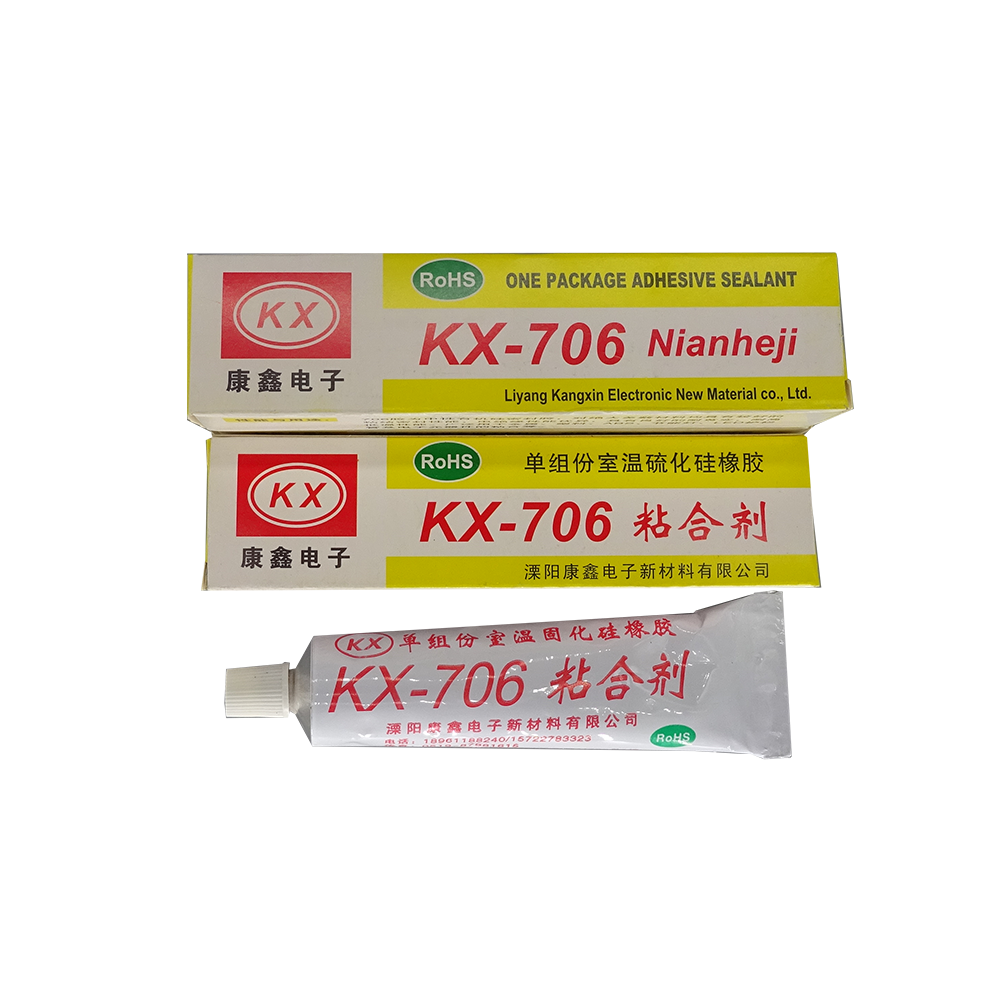 KX
康鑫电子
RoHS
ONE PACKAGE ADHESIVE SEALANT
KX-706 Nianheji
Liyang Kangxin Electronic New Material co., Ltd.
KX
康鑫电子
RoHS
单组份室温硫化硅橡胶
KX-706 粘合剂
溧阳康鑫电子新材料有限公司
KX 单组份室温固化硅橡胶
KX-706 粘合剂
溧阳康鑫电子新材料有限公司
电话：18961188240/15722783323
RoHS